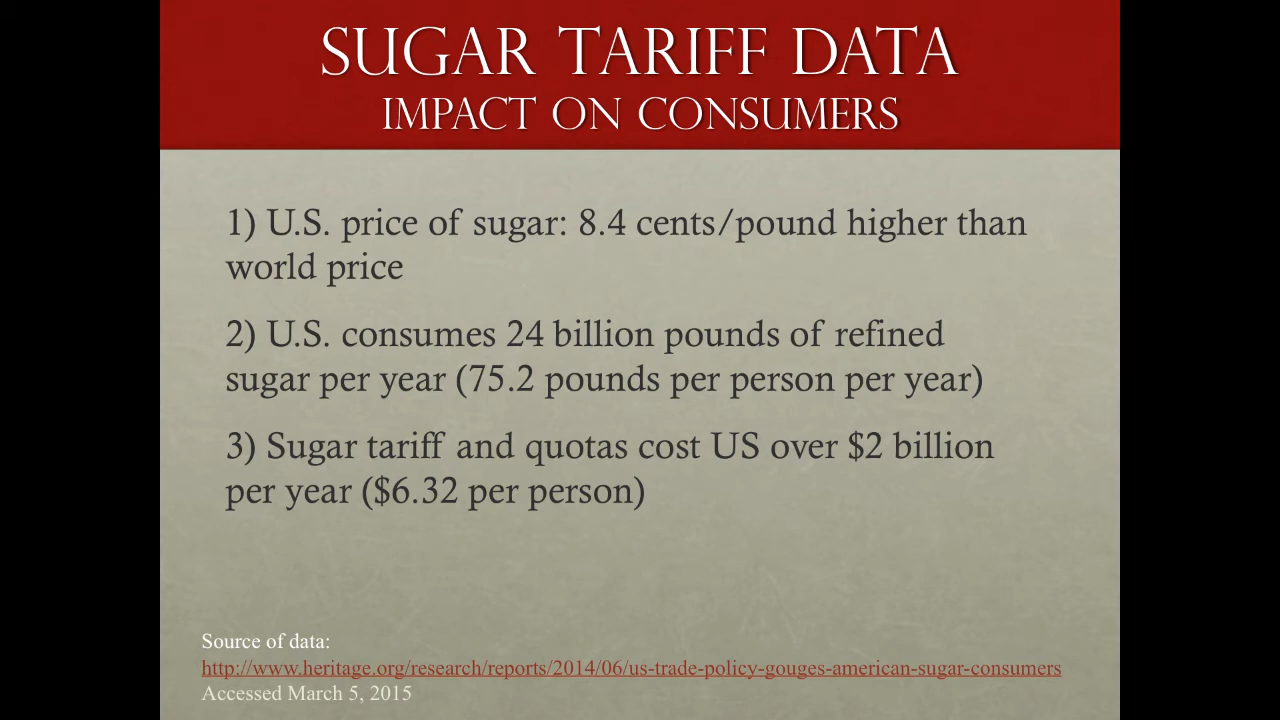 SUGAR TARIFF DATA
IMPACT ON CONSUMERS
1) U.S. price of sugar: 8.4 cents/pound higher than
world price
2) U.S. consumes 24 billion pounds of refined
sugar per year (75.2 pounds per person per year)
3) Sugar tariff and quotas cost US over $2 billion
per year ($6.32 per person)
Source of data:
http://www.heritage.org/research/reports/2014/06/us-trade-policy-gouges-american-sugar-consumers
Accessed March 5, 2015